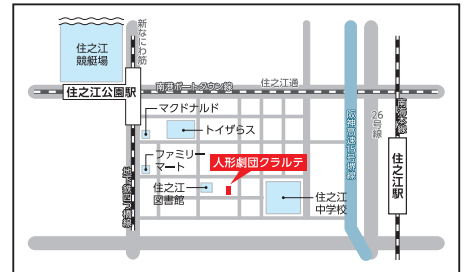 新なにわ筋
住之江
競艇場
住之江公園駅
南港ポートタウン線
住之江通
マクドナルド
トイザらス
ファミリー
マート
人形劇団クラルテ
住之江
図書館
住之江
中学校
地下鉄四つ橋線
阪神高速15号堺線
26号線
南海本線
住之江駅